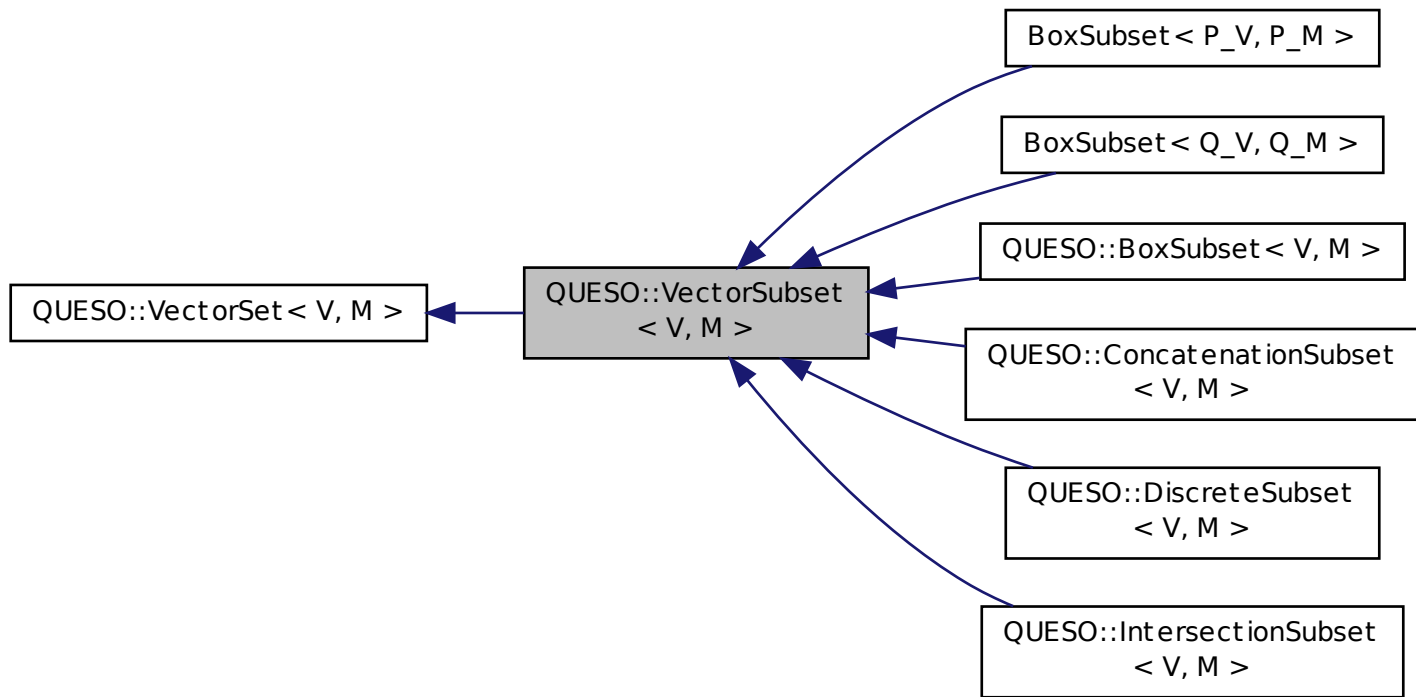 BoxSubset< P_V, P_M >
BoxSubset< Q_V, Q_M >
QUESO::BoxSubset< V, M >
QUESO::VectorSet< V, M >
QUESO::VectorSubset
< V, M >
QUESO::ConcatenationSubset
< V, M >
QUESO::DiscreteSubset
< V, M >
QUESO::IntersectionSubset
< V, M >